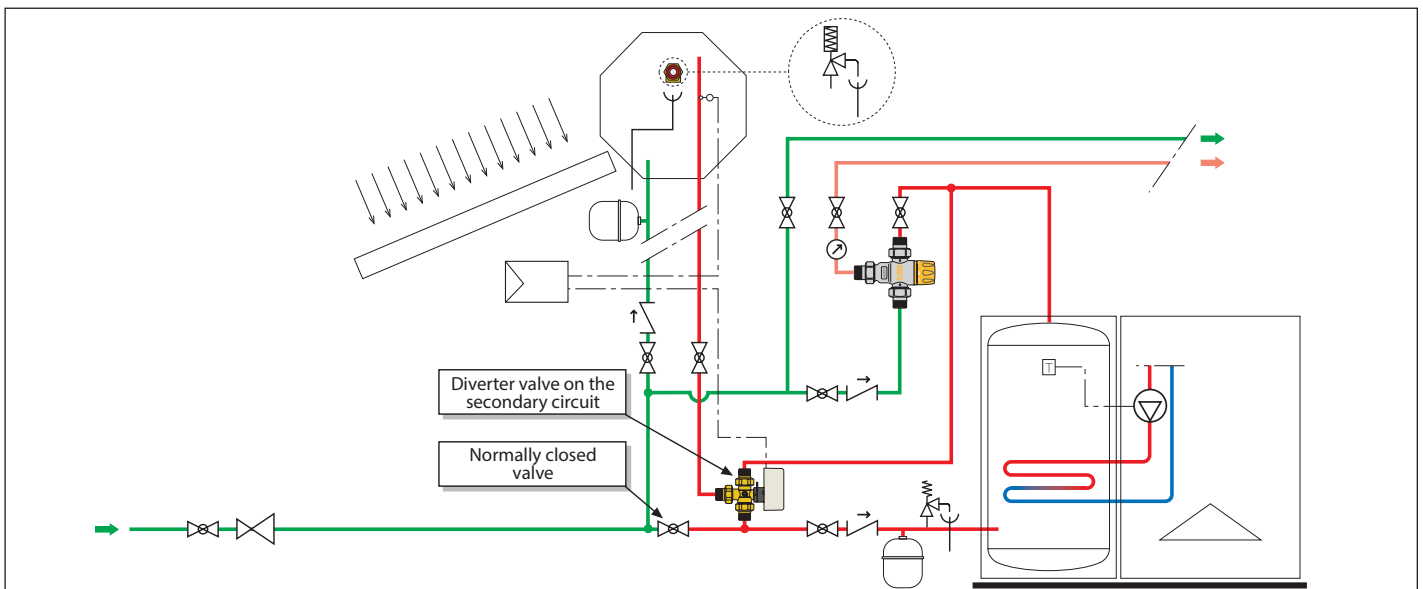 Diverter valve on the
secondary circuit
Normally closed
valve
T